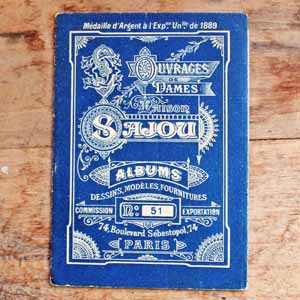 Médaille d'Argent à l'Expon Unlle de 1889
OUVRAGES
DE
DAMES
Maison
SAJOU
ALBUMS
DESSINS, MODÈLES, FOURNITURES
COMMISSION
EXPORTATION
No: 51
74, Boulevard Sébastopol, 74
PARIS